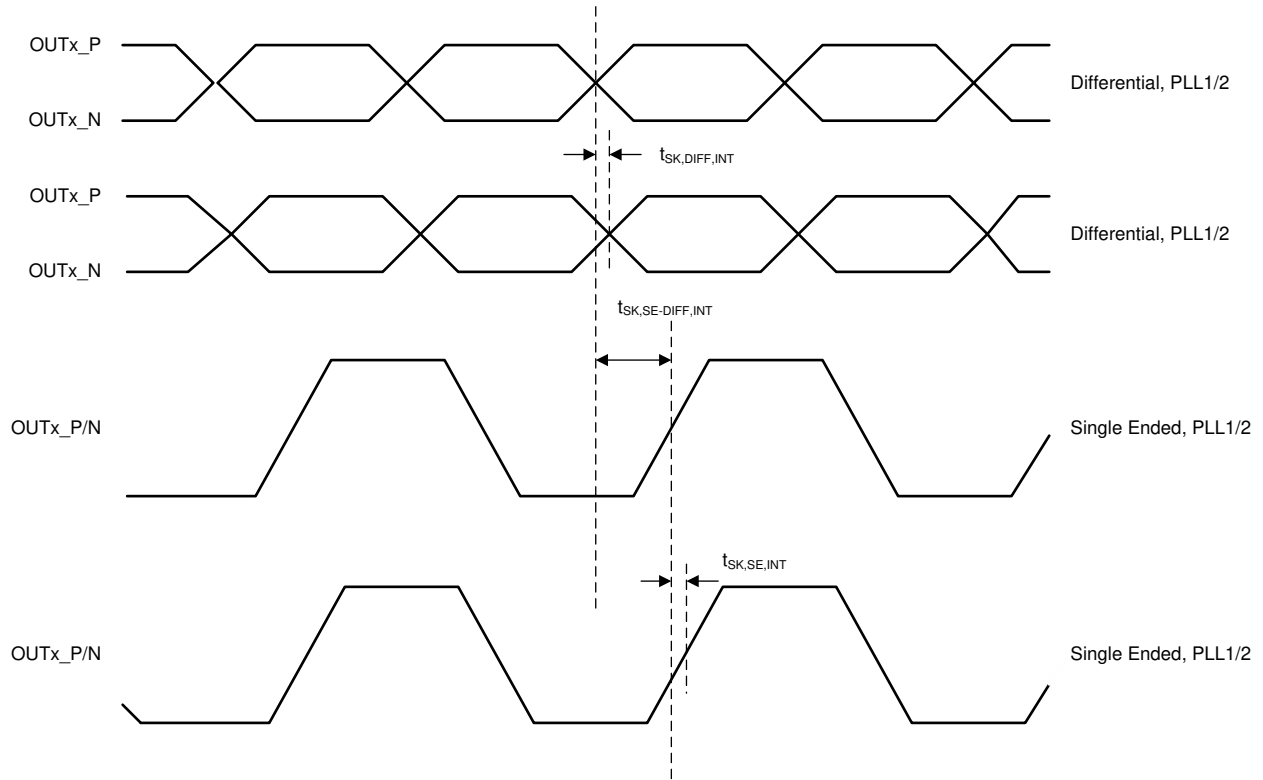 OUTx_P
Differential, PLL1/2
OUTx_N
tSK,DIFF,INT
OUTx_P
Differential, PLL1/2
OUTx_N
tSK,SE-DIFF,INT
OUTx_P/N
Single Ended, PLL1/2
tSK,SE,INT
OUTx_P/N
Single Ended, PLL1/2